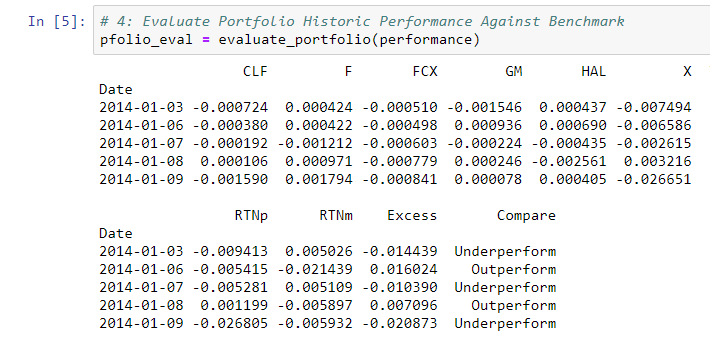 In [5]: # 4: Evaluate Portfolio Historic Performance Against Benchmark
pfolio_eval = evaluate_portfolio(performance)
CLF F FCX GM HAL X
Date
2014-01-03 -0.000724 0.000424 -0.000510 -0.001546 0.000437 -0.007494
2014-01-06 -0.000380 0.000422 -0.000498 0.000936 0.000690 -0.006586
2014-01-07 -0.000192 -0.001212 -0.000603 -0.000224 -0.000435 -0.002615
2014-01-08 0.000106 0.000971 -0.000779 0.000246 -0.002561 0.003216
2014-01-09 -0.001590 0.001794 -0.000841 0.000078 0.000405 -0.026651
RTNp RTNm Excess Compare
Date
2014-01-03 -0.009413 0.005026 -0.014439 Underperform
2014-01-06 -0.005415 -0.021439 0.016024 Outperform
2014-01-07 -0.005281 0.005109 -0.010390 Underperform
2014-01-08 0.001199 -0.005897 0.007096 Outperform
2014-01-09 -0.026805 -0.005932 -0.020873 Underperform